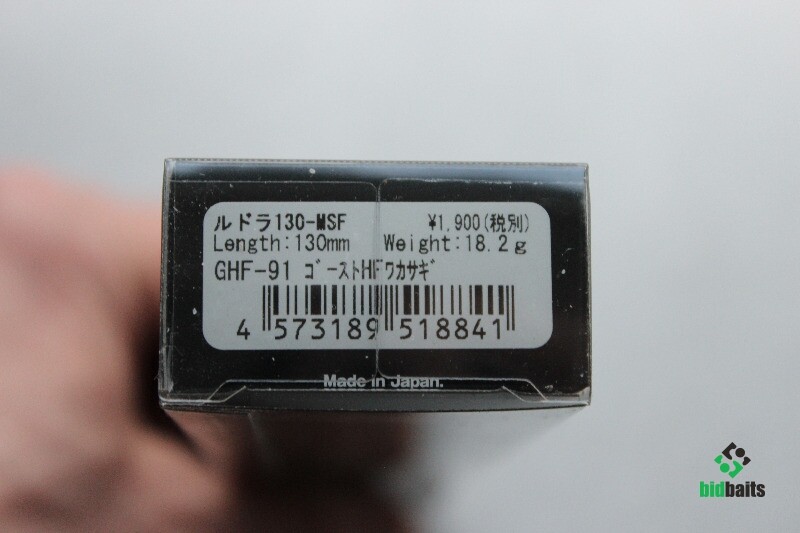 ルドラ130-MSF ¥1,900(税別)
Length:130mm Weight:18.2g
GHF-91 ｺﾞｰｽﾄHFﾜｶｻｷﾞ
4 573189 518841
Made in Japan.
bidbaits